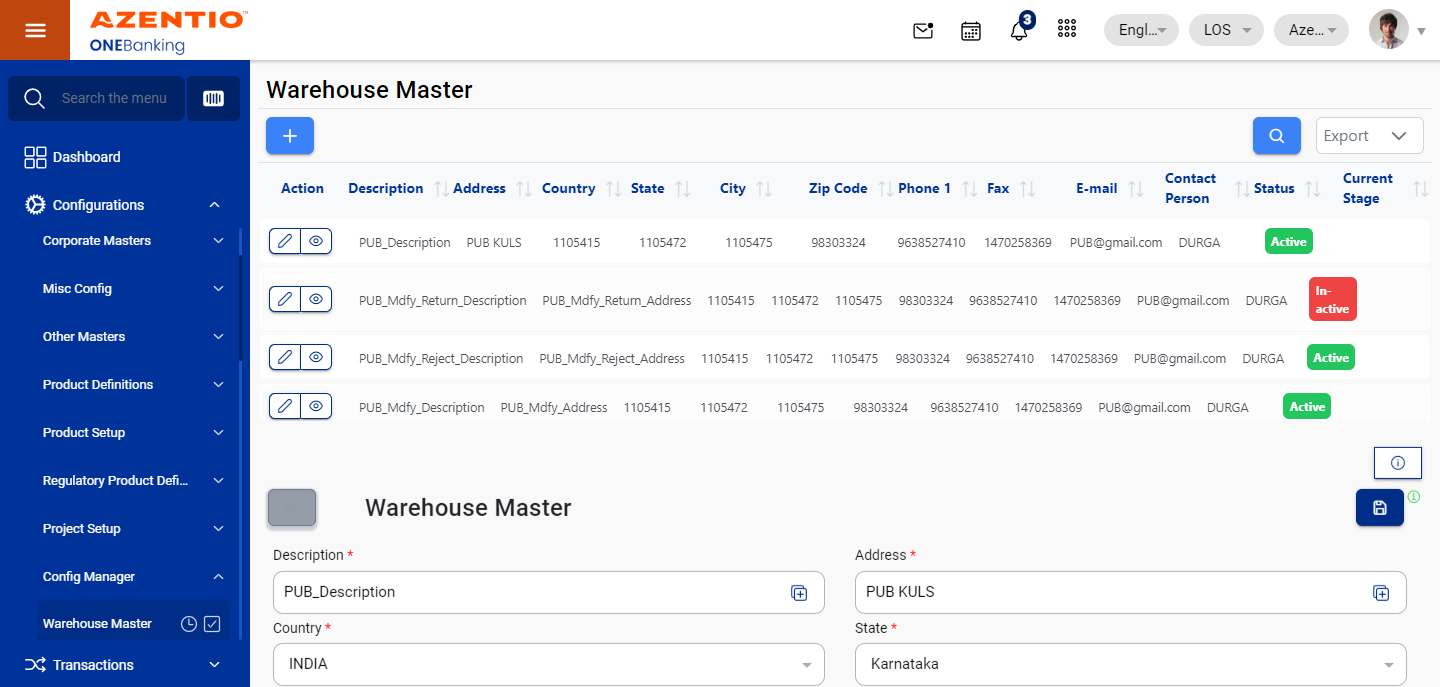 AZENTIO™
ONEBanking
3
Engl...
LOS
Aze...
Search the menu
Dashboard
Configurations
Corporate Masters
Misc Config
Other Masters
Product Definitions
Product Setup
Regulatory Product Defi...
Project Setup
Config Manager
Warehouse Master
Transactions
Warehouse Master
Export
Action Description Address Country State City Zip Code Phone 1 Fax E-mail Contact Person Status Current Stage
PUB_Description PUB KULS 1105415 1105472 1105475 98303324 9638527410 1470258369 PUB@gmail.com DURGA Active
PUB_Mdfy_Return_Description PUB_Mdfy_Return_Address 1105415 1105472 1105475 98303324 9638527410 1470258369 PUB@gmail.com DURGA In-active
PUB_Mdfy_Reject_Description PUB_Mdfy_Reject_Address 1105415 1105472 1105475 98303324 9638527410 1470258369 PUB@gmail.com DURGA Active
PUB_Mdfy_Description PUB_Mdfy_Address 1105415 1105472 1105475 98303324 9638527410 1470258369 PUB@gmail.com DURGA Active
Warehouse Master
Description * Address *
PUB_Description PUB KULS
Country * State *
INDIA Karnataka